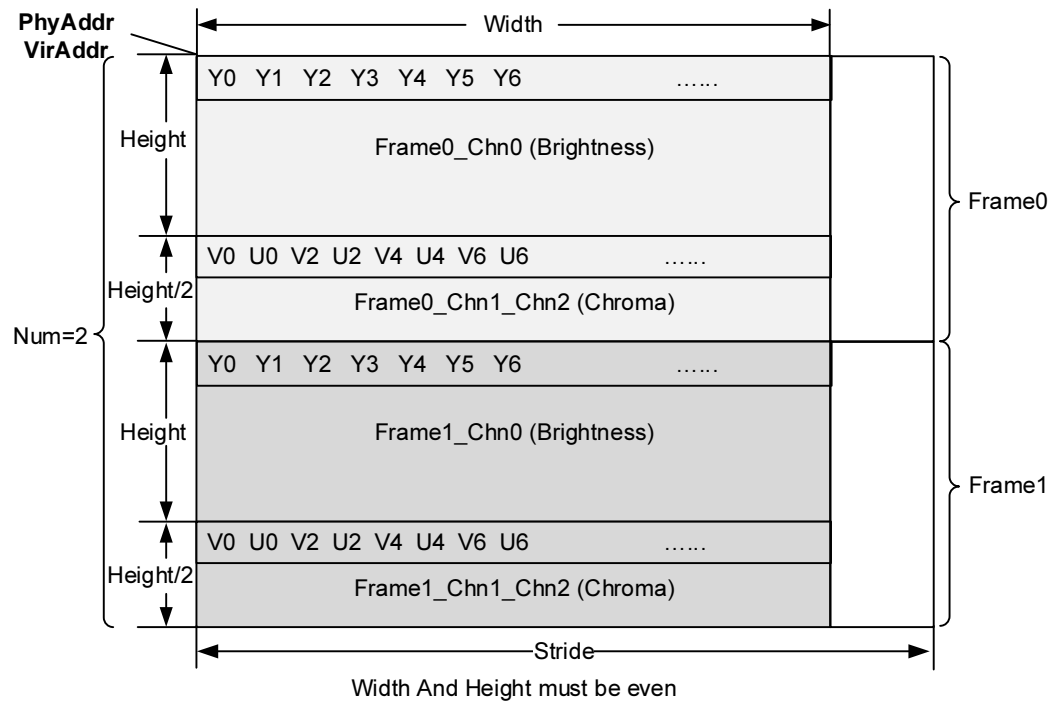 PhyAddr
VirAddr
Width
Y0 Y1 Y2 Y3 Y4 Y5 Y6 ......
Height
Frame0_Chn0 (Brightness)
Frame0
V0 U0 V2 U2 V4 U4 V6 U6 ......
Height/2
Frame0_Chn1_Chn2 (Chroma)
Num=2
Y0 Y1 Y2 Y3 Y4 Y5 Y6 ......
Height
Frame1_Chn0 (Brightness)
Frame1
V0 U0 V2 U2 V4 U4 V6 U6 ......
Height/2
Frame1_Chn1_Chn2 (Chroma)
Stride
Width And Height must be even